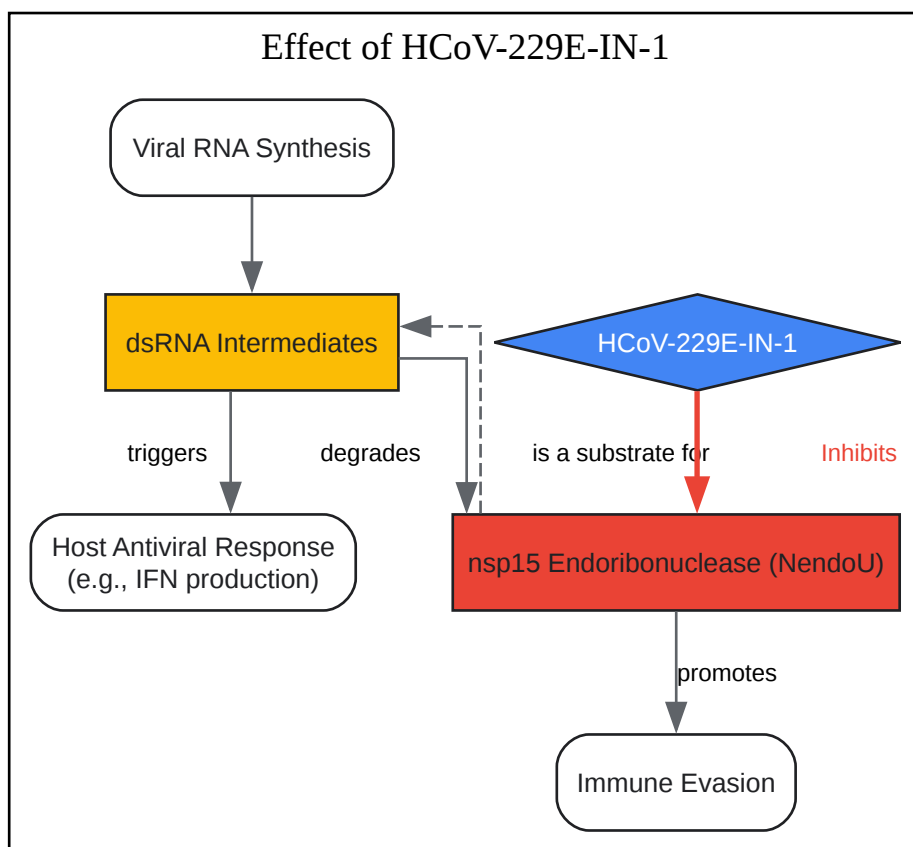 Effect of HCoV-229E-IN-1
Viral RNA Synthesis
dsRNA Intermediates
HCoV-229E-IN-1
triggers
degrades
is a substrate for
Inhibits
Host Antiviral Response
(e.g., IFN production)
nsp15 Endoribonuclease (NendoU)
promotes
Immune Evasion